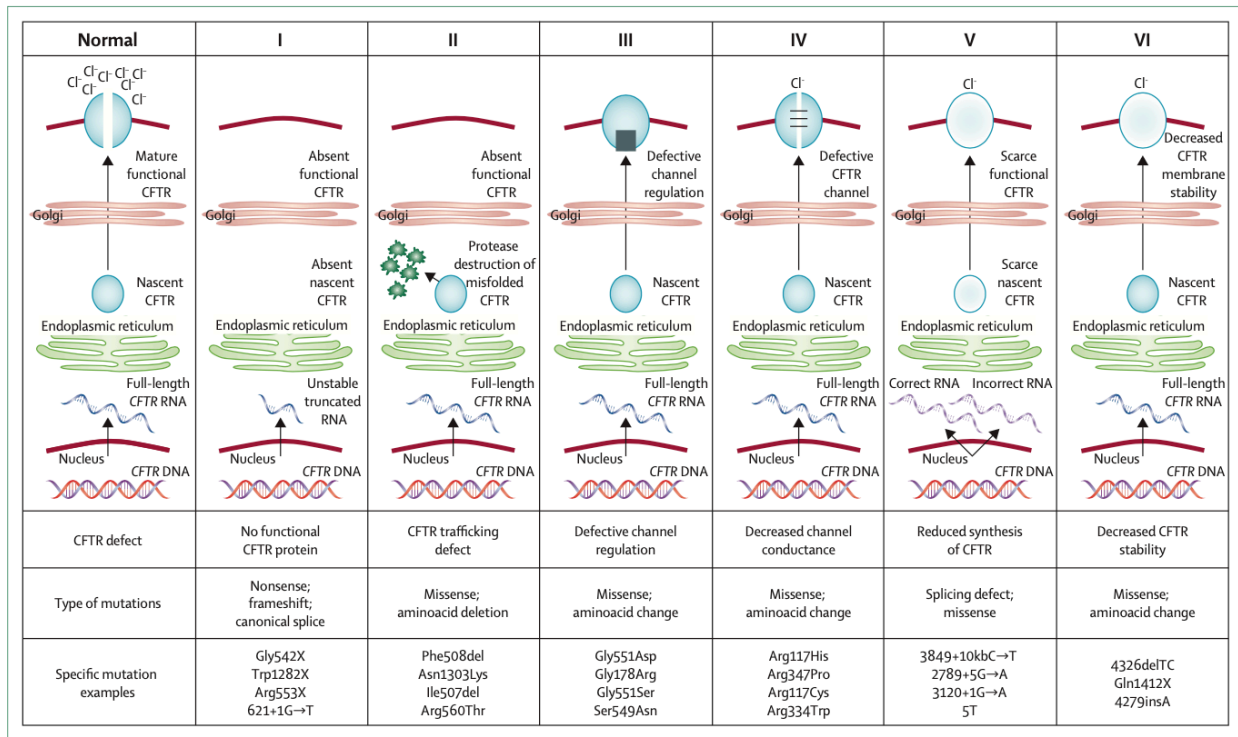 Normal
I
II
III
IV
V
VI
Cl⁻ Cl⁻ Cl⁻ Cl⁻
Cl⁻ Cl⁻
Cl⁻
Mature
functional
CFTR
Golgi
Nascent
CFTR
Endoplasmic reticulum
Full-length
CFTR RNA
Nucleus
CFTR DNA
Absent
functional
CFTR
Golgi
Absent
nascent
CFTR
Endoplasmic reticulum
Unstable
truncated
RNA
Nucleus
CFTR DNA
Absent
functional
CFTR
Golgi
Protease
destruction of
misfolded
CFTR
Endoplasmic reticulum
Full-length
CFTR RNA
Nucleus
CFTR DNA
Defective
channel
regulation
Golgi
Nascent
CFTR
Endoplasmic reticulum
Full-length
CFTR RNA
Nucleus
CFTR DNA
Cl⁻
Defective
CFTR
channel
Golgi
Nascent
CFTR
Endoplasmic reticulum
Full-length
CFTR RNA
Nucleus
CFTR DNA
Cl⁻
Scarce
functional
CFTR
Golgi
Scarce
nascent
CFTR
Endoplasmic reticulum
Correct RNA Incorrect RNA
Nucleus
CFTR DNA
Cl⁻
Decreased
CFTR
membrane
stability
Golgi
Nascent
CFTR
Endoplasmic reticulum
Full-length
CFTR RNA
Nucleus
CFTR DNA
CFTR defect
No functional
CFTR protein
CFTR trafficking
defect
Defective channel
regulation
Decreased channel
conductance
Reduced synthesis
of CFTR
Decreased CFTR
stability
Type of mutations
Nonsense;
frameshift;
canonical splice
Missense;
aminoacid deletion
Missense;
aminoacid change
Missense;
aminoacid change
Splicing defect;
missense
Missense;
aminoacid change
Specific mutation
examples
Gly542X
Trp1282X
Arg553X
621+1G→T
Phe508del
Asn1303Lys
Ile507del
Arg560Thr
Gly551Asp
Gly178Arg
Gly551Ser
Ser549Asn
Arg117His
Arg347Pro
Arg117Cys
Arg334Trp
3849+10kbC→T
2789+5G→A
3120+1G→A
5T
4326delTC
Gln1412X
4279insA